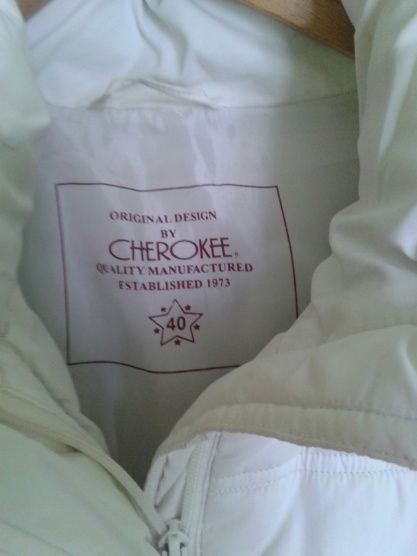 ORIGINAL DESIGN
BY
CHEROKEE®
QUALITY MANUFACTURED
ESTABLISHED 1973
40